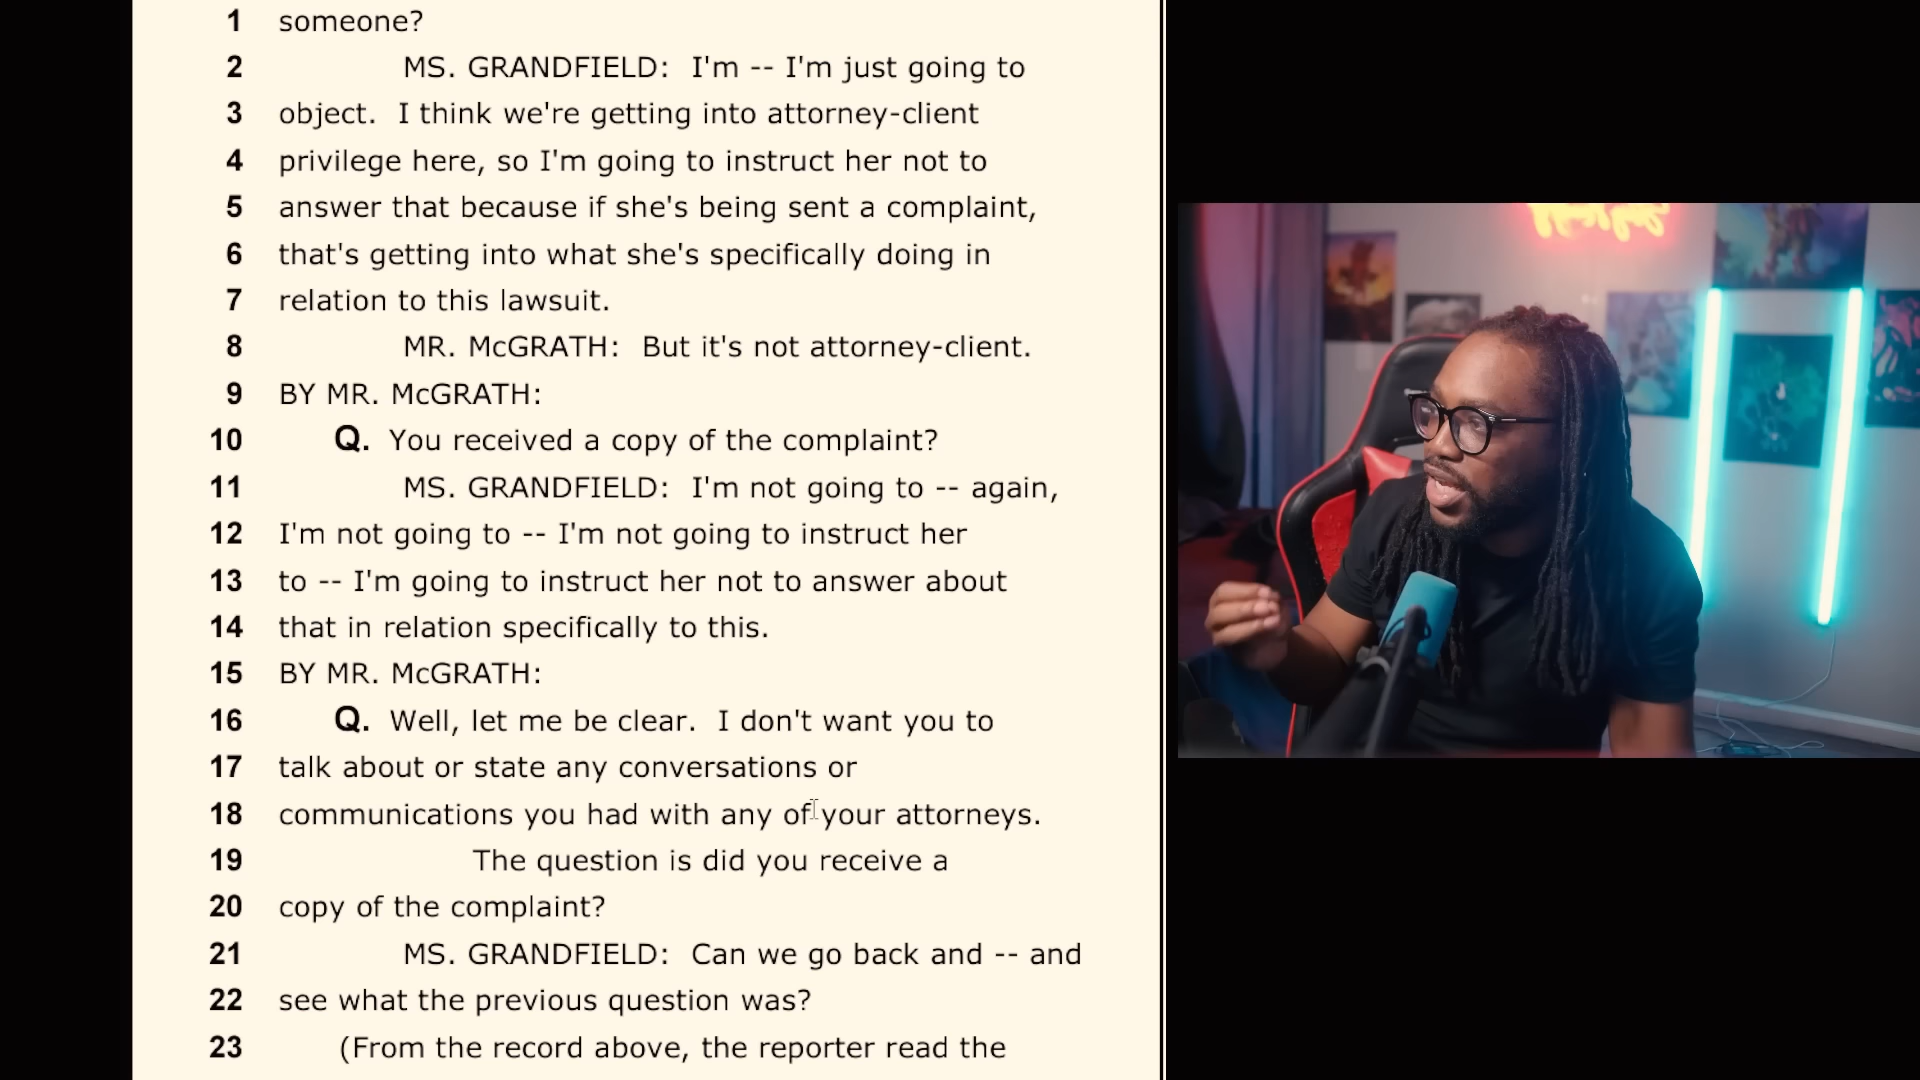 1 someone?
2 MS. GRANDFIELD: I'm -- I'm just going to
3 object. I think we're getting into attorney-client
4 privilege here, so I'm going to instruct her not to
5 answer that because if she's being sent a complaint,
6 that's getting into what she's specifically doing in
7 relation to this lawsuit.
8 MR. McGRATH: But it's not attorney-client.
9 BY MR. McGRATH:
10 Q. You received a copy of the complaint?
11 MS. GRANDFIELD: I'm not going to -- again,
12 I'm not going to -- I'm not going to instruct her
13 to -- I'm going to instruct her not to answer about
14 that in relation specifically to this.
15 BY MR. McGRATH:
16 Q. Well, let me be clear. I don't want you to
17 talk about or state any conversations or
18 communications you had with any of your attorneys.
19 The question is did you receive a
20 copy of the complaint?
21 MS. GRANDFIELD: Can we go back and -- and
22 see what the previous question was?
23 (From the record above, the reporter read the